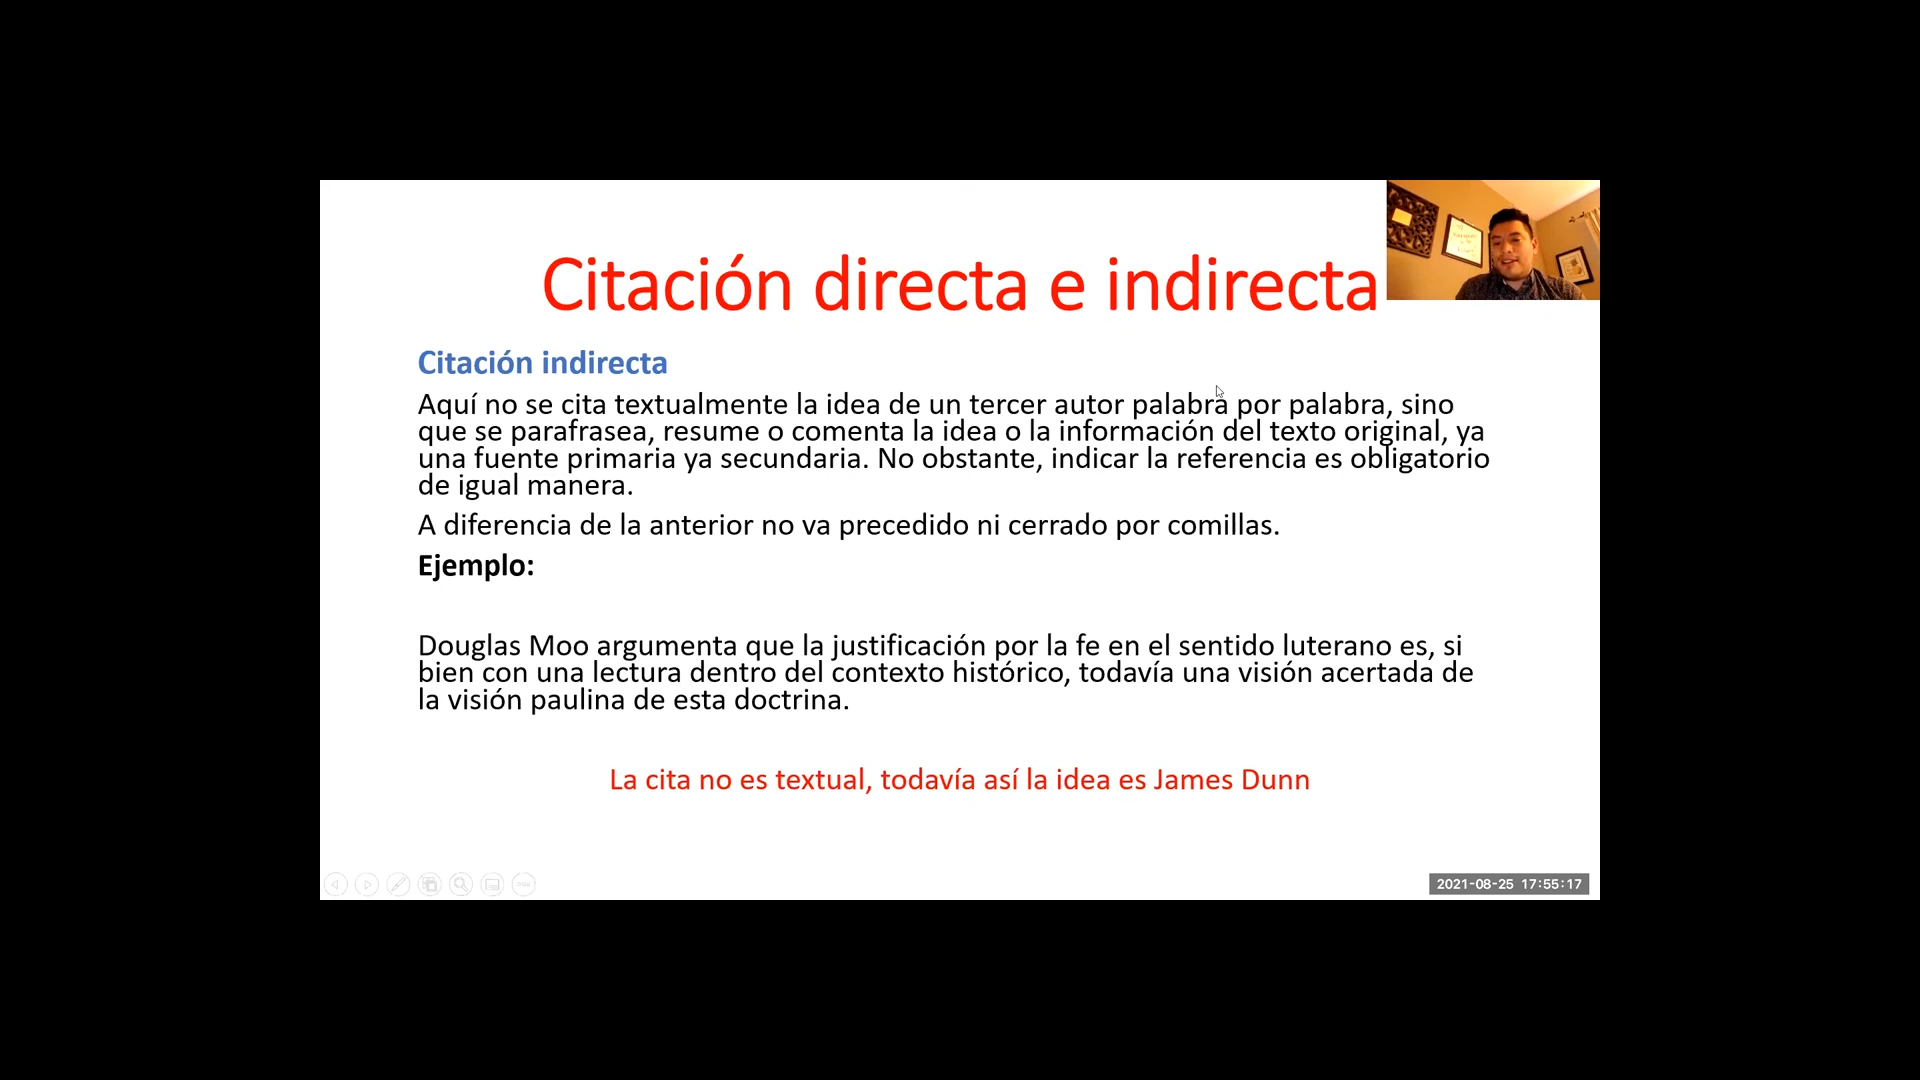 Citación directa e indirecta
Citación indirecta
Aquí no se cita textualmente la idea de un tercer autor palabra por palabra, sino
que se parafrasea, resume o comenta la idea o la información del texto original, ya
una fuente primaria ya secundaria. No obstante, indicar la referencia es obligatorio
de igual manera.
A diferencia de la anterior no va precedido ni cerrado por comillas.
Ejemplo:
Douglas Moo argumenta que la justificación por la fe en el sentido luterano es, si
bien con una lectura dentro del contexto histórico, todavía una visión acertada de
la visión paulina de esta doctrina.
La cita no es textual, todavía así la idea es James Dunn
2021-08-25 17:55:17